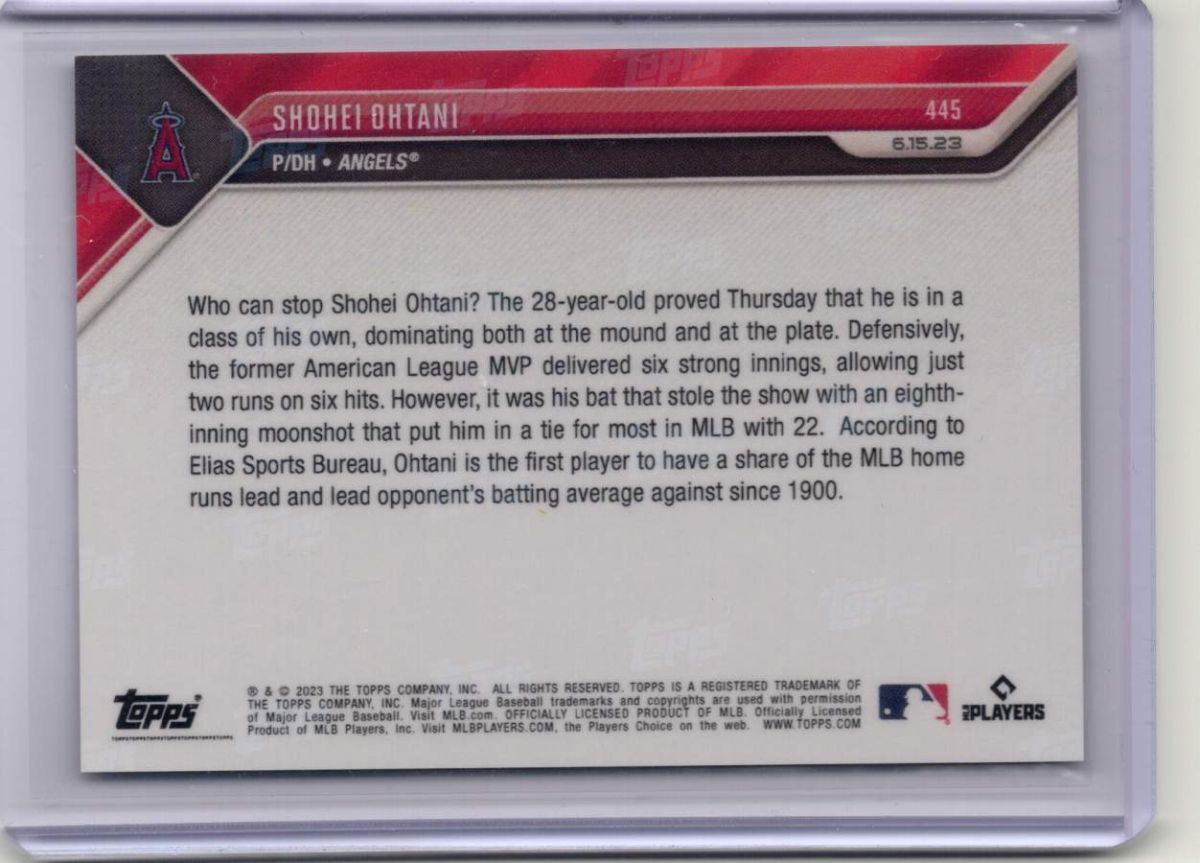 SHOHEI OHTANI
445
6.15.23
P/DH • ANGELS®
A
Who can stop Shohei Ohtani? The 28-year-old proved Thursday that he is in a
class of his own, dominating both at the mound and at the plate. Defensively,
the former American League MVP delivered six strong innings, allowing just
two runs on six hits. However, it was his bat that stole the show with an eighth-
inning moonshot that put him in a tie for most in MLB with 22. According to
Elias Sports Bureau, Ohtani is the first player to have a share of the MLB home
runs lead and lead opponent's batting average against since 1900.
Topps®
® & © 2023 THE TOPPS COMPANY, INC. ALL RIGHTS RESERVED. TOPPS IS A REGISTERED TRADEMARK OF
THE TOPPS COMPANY, INC. Major League Baseball trademarks and copyrights are used with permission
of Major League Baseball. Visit MLB.com. OFFICIALLY LICENSED PRODUCT OF MLB. Officially Licensed
Product of MLB Players, Inc. Visit MLBPLAYERS.COM, the Players Choice on the web. WWW.TOPPS.COM
MLB PLAYERS